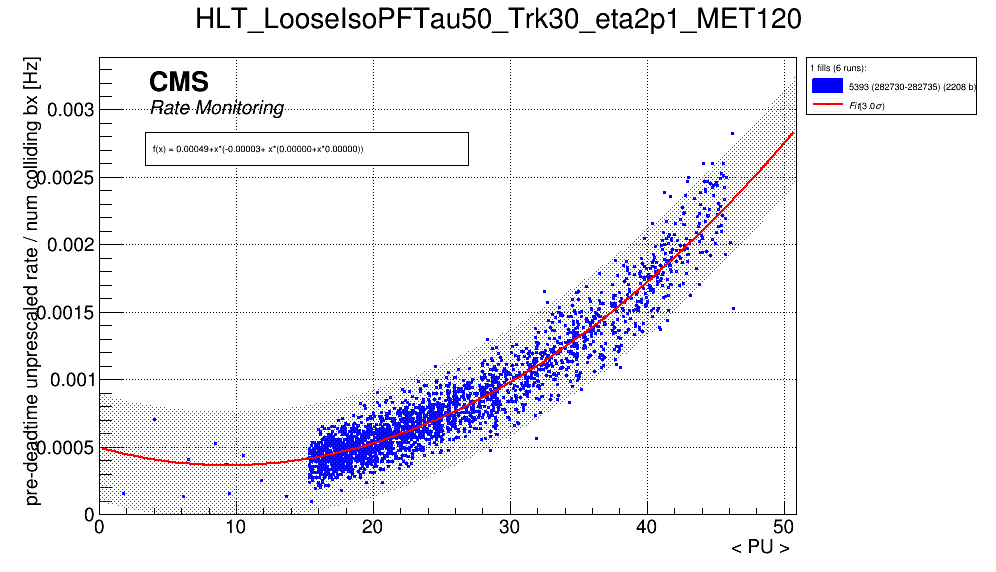 HLT_LooseIsoPFTau50_Trk30_eta2p1_MET120
CMS
Rate Monitoring
f(x) = 0.00049+x*(-0.00003+ x*(0.00000+x*0.00000))
1 fills (6 runs):
5393 (282730-282735) (2208 b)
Fit(3.0σ)
pre-deadtime unprescaled rate / num colliding bx [Hz]
0.003
0.0025
0.002
0.0015
0.001
0.0005
0
0 10 20 30 40 50
< PU >